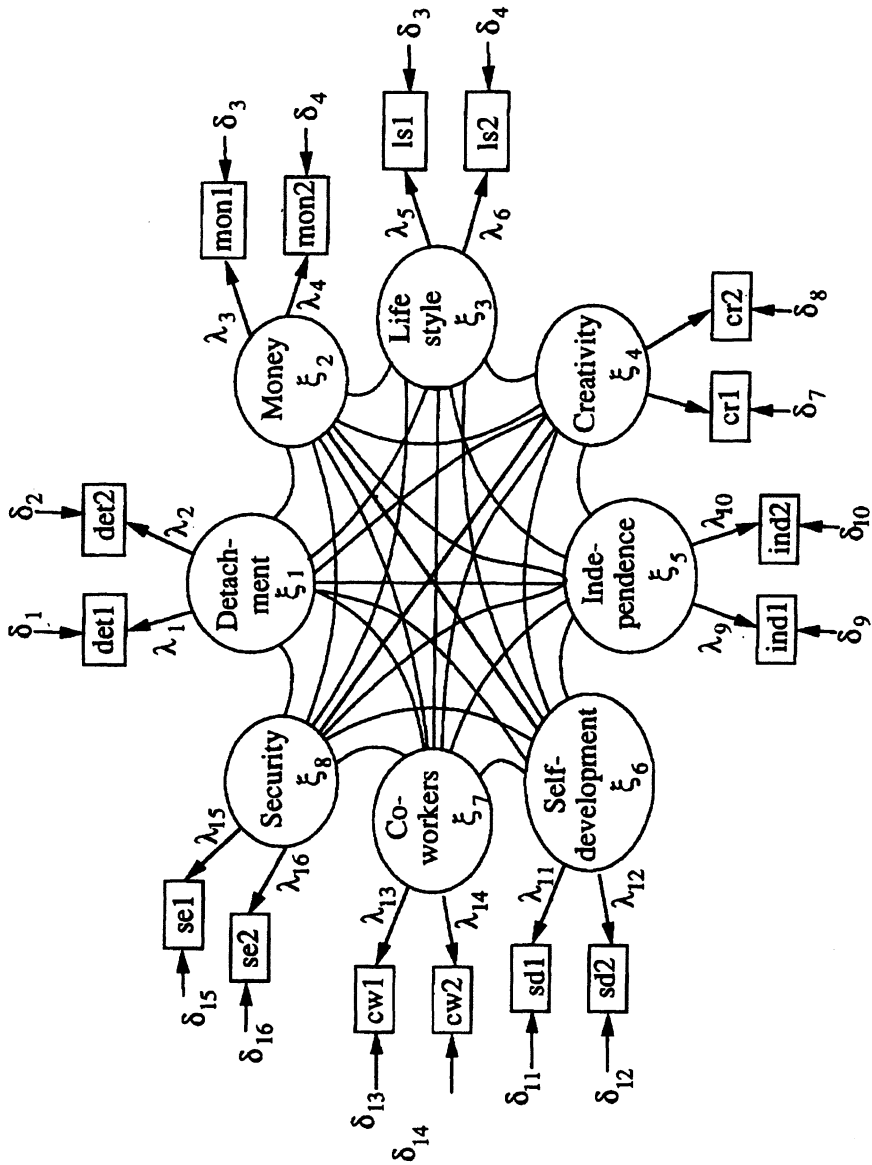 δ₁
δ₂
det1
det2
λ₁
λ₂
Detach-
ment
ξ₁
δ₃
δ₄
mon1
mon2
λ₃
λ₄
Money
ξ₂
δ₃
δ₄
ls1
ls2
λ₅
λ₆
Life
style
ξ₃
Creativity
ξ₄
cr1
cr2
δ₇
δ₈
Inde-
pendence
ξ₅
λ₉
λ₁₀
ind1
ind2
δ₉
δ₁₀
Self-
development
ξ₆
λ₁₁
λ₁₂
sd1
sd2
δ₁₁
δ₁₂
Co-
workers
ξ₇
λ₁₃
λ₁₄
cw1
cw2
δ₁₃
δ₁₄
Security
ξ₈
λ₁₅
λ₁₆
se1
se2
δ₁₅
δ₁₆